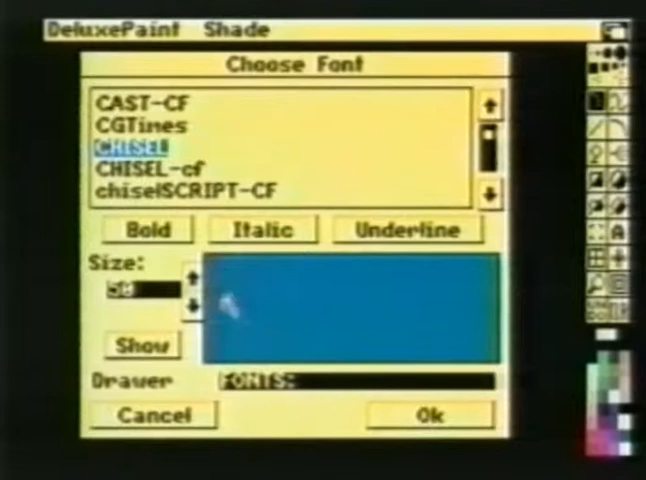 DeluxePaint Shade
Choose Font
CAST-CF
CGTimes
CHISEL
CHISEL-cf
chiselSCRIPT-CF
Bold Italic Underline
Size:
50
Show
Drawer FONTS:
Cancel Ok